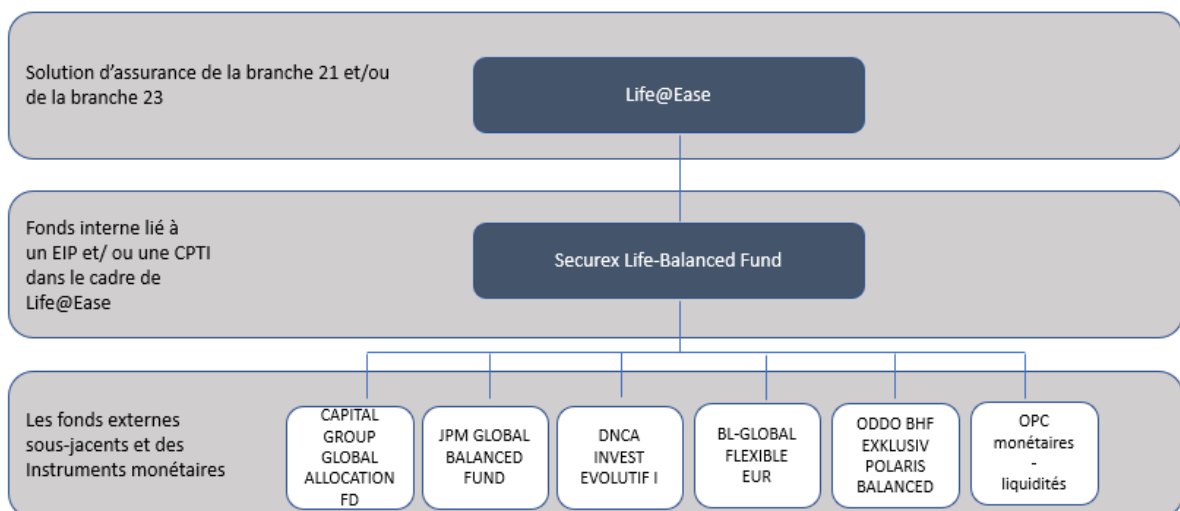 Solution d’assurance de la branche 21 et/ou
de la branche 23
Life@Ease
Fonds interne lié à
un EIP et/ ou une CPTI
dans le cadre de
Life@Ease
Securex Life-Balanced Fund
Les fonds externes
sous-jacents et des
Instruments monétaires
CAPITAL
GROUP
GLOBAL
ALLOCATION
FD
JPM GLOBAL
BALANCED
FUND
DNCA
INVEST
EVOLUTIF I
BL-GLOBAL
FLEXIBLE
EUR
ODDO BHF
EXKLUSIV
POLARIS
BALANCED
OPC
monétaires
-
liquidités